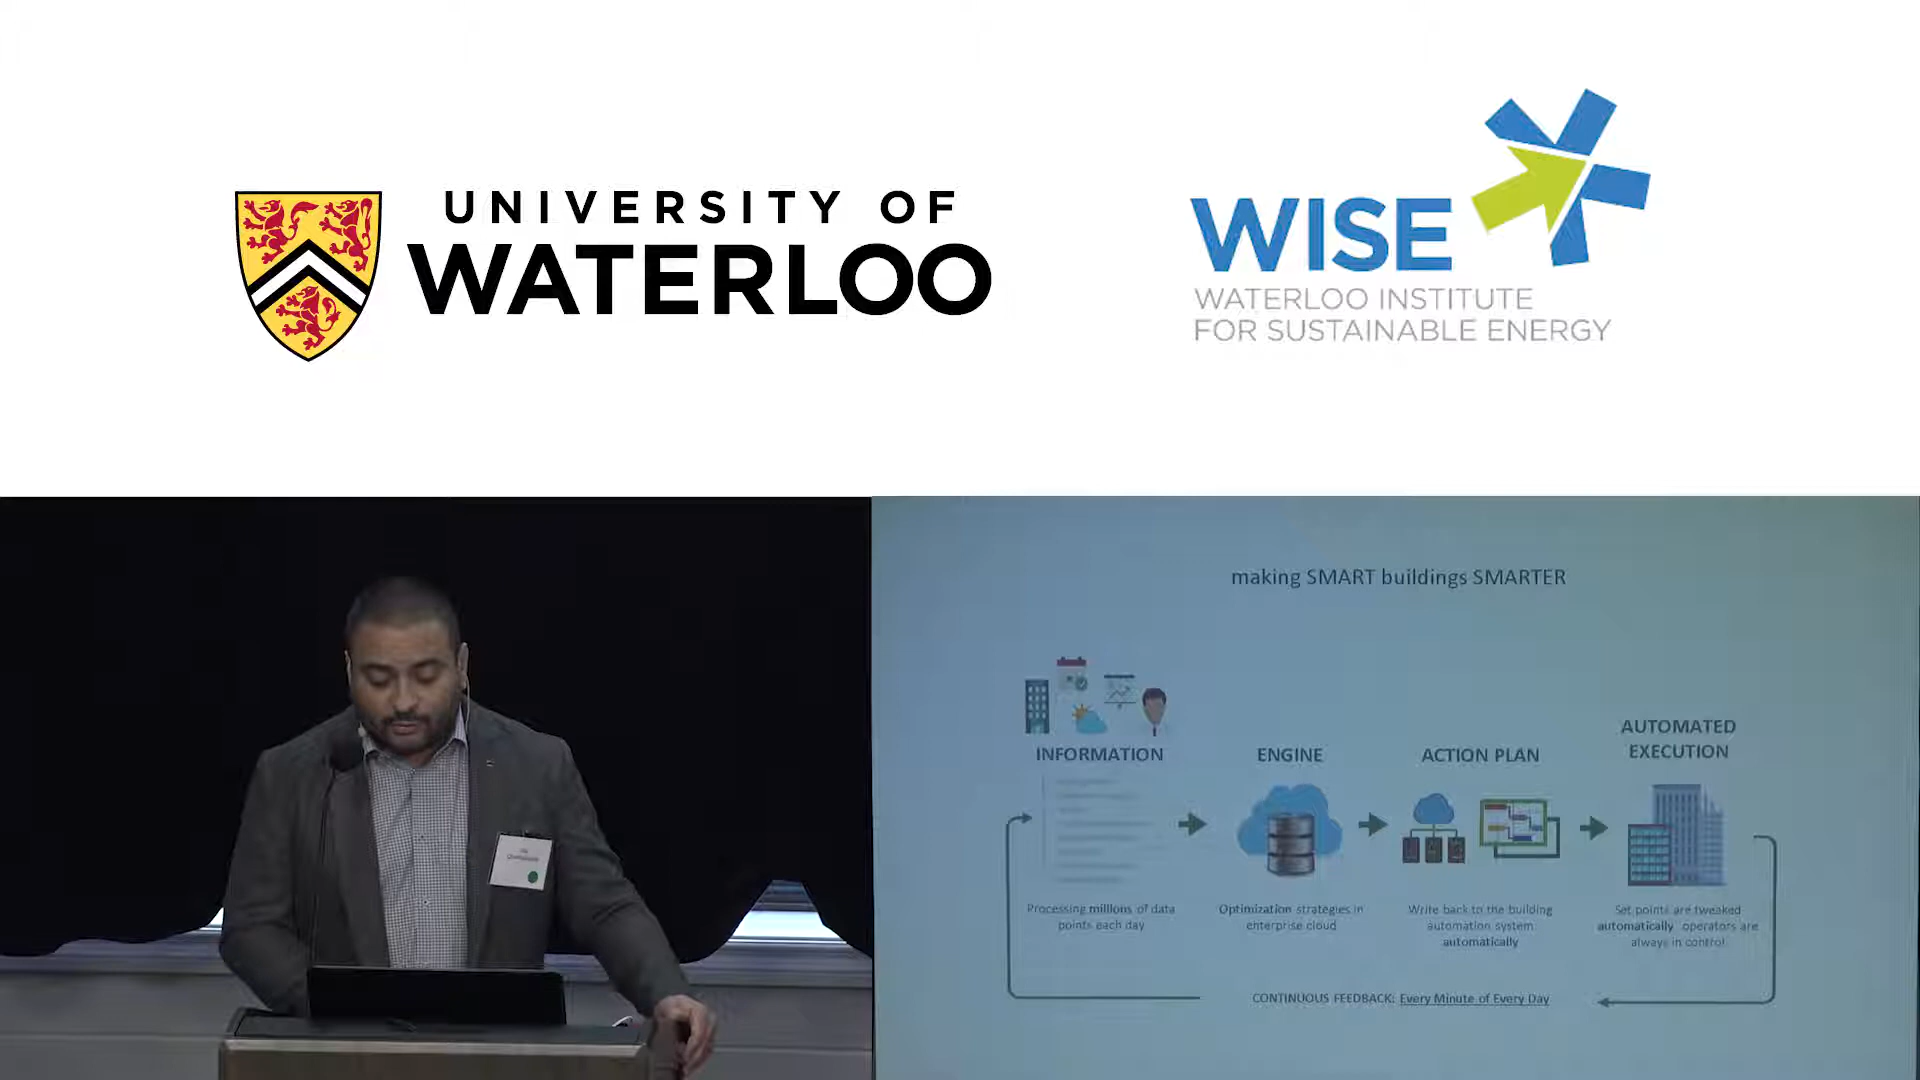 UNIVERSITY OF
WATERLOO
WISE
WATERLOO INSTITUTE
FOR SUSTAINABLE ENERGY
making SMART buildings SMARTER
INFORMATION
Processing millions of data
points each day
ENGINE
Optimization strategies in
enterprise cloud
ACTION PLAN
Write back to the building
automation system
automatically
AUTOMATED
EXECUTION
Set points are tweaked
automatically operators are
always in control
CONTINUOUS FEEDBACK: Every Minute of Every Day